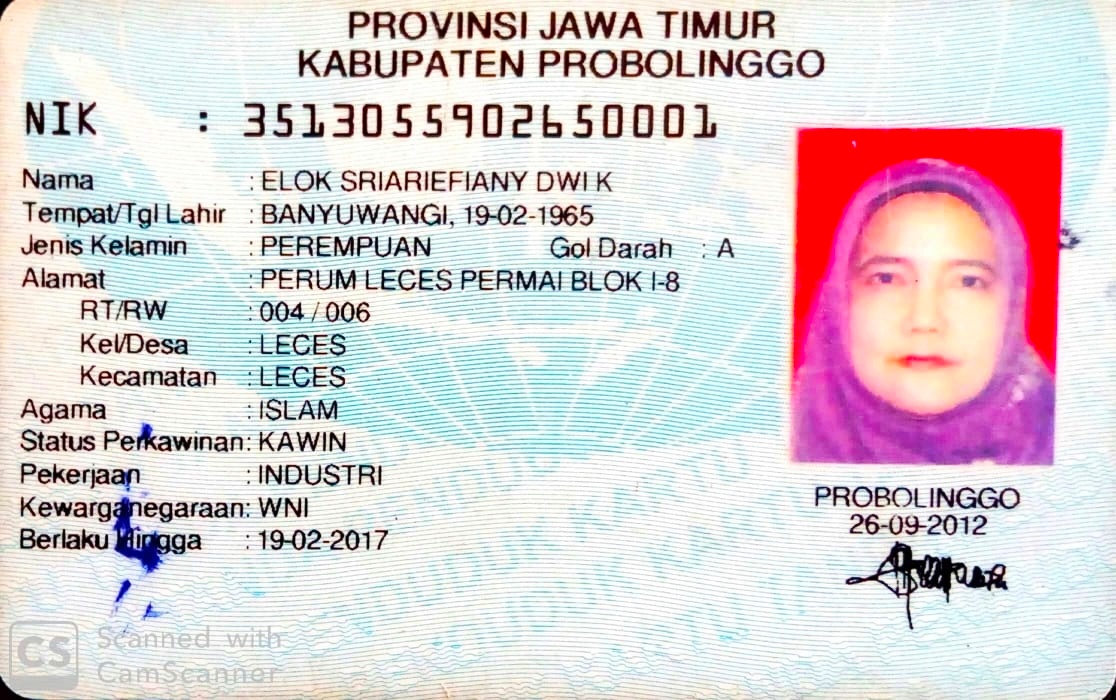 PROVINSI JAWA TIMUR
KABUPATEN PROBOLINGGO
NIK : 3513055902650001
Nama : ELOK SRIARIEFIANY DWI K
Tempat/Tgl Lahir : BANYUWANGI, 19-02-1965
Jenis Kelamin : PEREMPUAN Gol Darah : A
Alamat : PERUM LECES PERMAI BLOK I-8
RT/RW : 004 / 006
Kel/Desa : LECES
Kecamatan : LECES
Agama : ISLAM
Status Perkawinan: KAWIN
Pekerjaan : INDUSTRI
Kewarganegaraan: WNI
Berlaku Hingga : 19-02-2017
PROBOLINGGO
26-09-2012
CS Scanned with
CamScanner